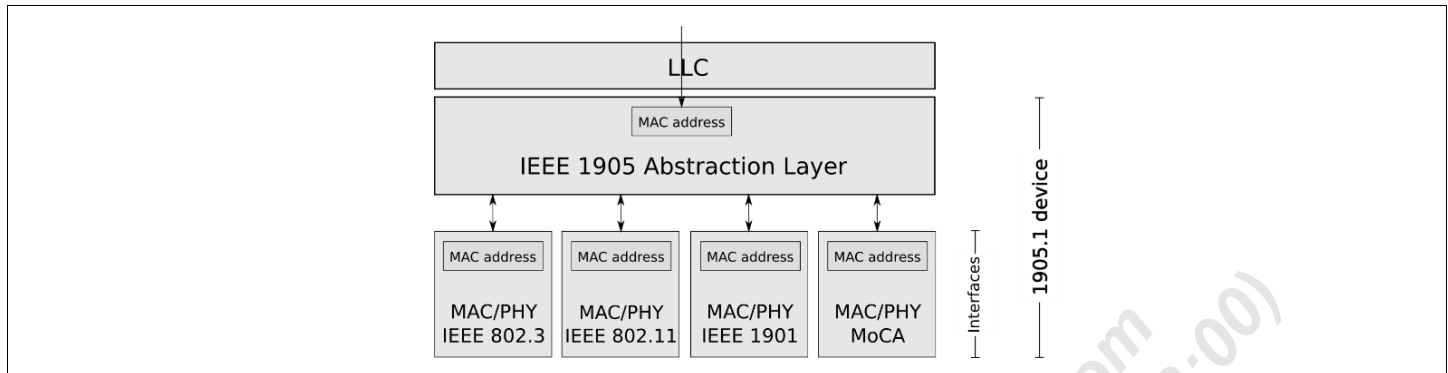 LLC
MAC address
IEEE 1905 Abstraction Layer
MAC address
MAC address
MAC address
MAC address
MAC/PHY
IEEE 802.3
MAC/PHY
IEEE 802.11
MAC/PHY
IEEE 1901
MAC/PHY
MoCA
Interfaces
1905.1 device